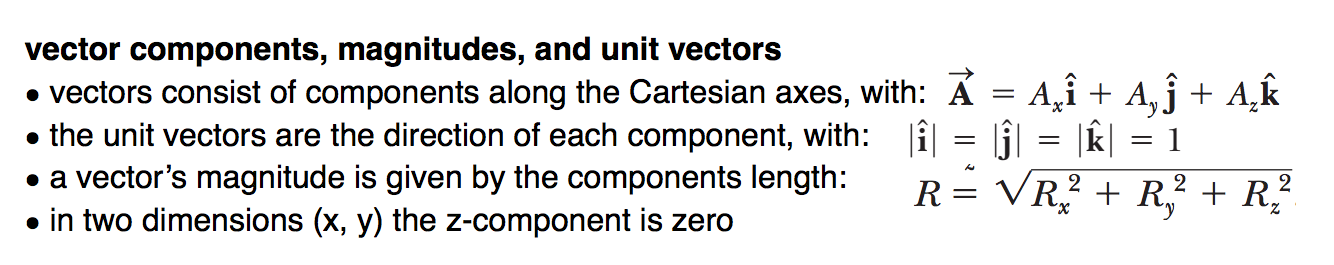 vector components, magnitudes, and unit vectors
• vectors consist of components along the Cartesian axes, with: $\vec{\mathbf{A}} = A_x\hat{\mathbf{i}} + A_y\hat{\mathbf{j}} + A_z\hat{\mathbf{k}}$
• the unit vectors are the direction of each component, with: $|\hat{\mathbf{i}}| = |\hat{\mathbf{j}}| = |\hat{\mathbf{k}}| = 1$
• a vector’s magnitude is given by the components length: $R = \sqrt{R_x^2 + R_y^2 + R_z^2}$
• in two dimensions (x, y) the z-component is zero